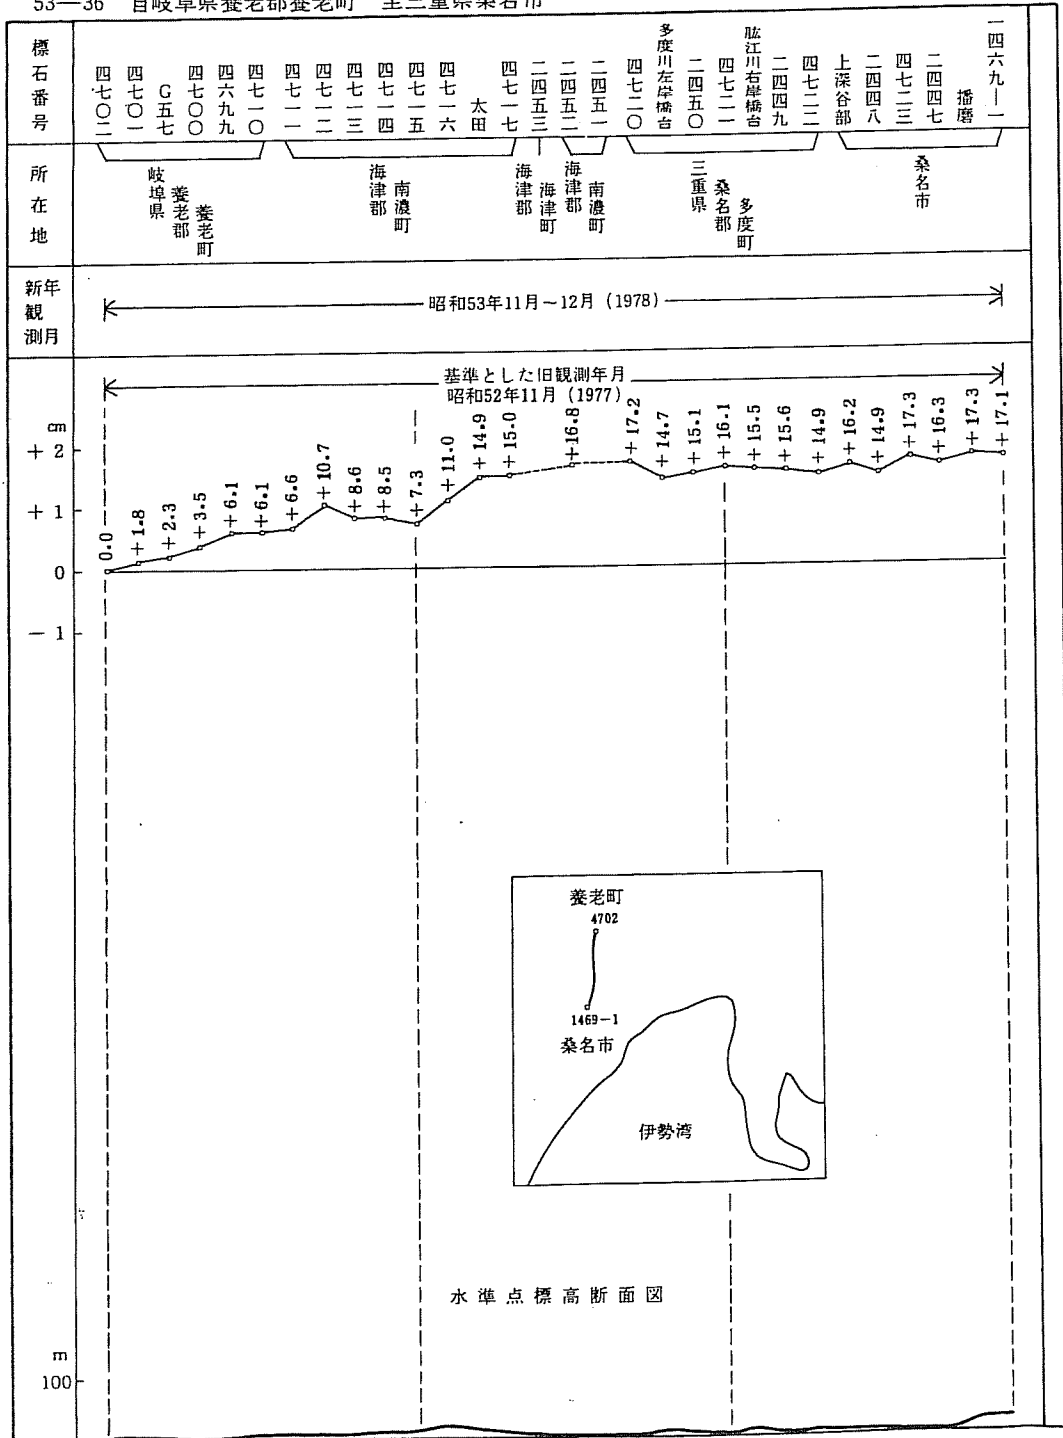 53—36 自岐阜県養老郡養老町 至三重県桑名市
標石番号
四七〇二
四七〇一
G五七
四七〇〇
四六九九
四七一〇
四七一一
四七一二
四七一三
四七一四
四七一五
四七一六
太田
四七一七
二四五三
二四五二
二四五一
四七二〇
多度川左岸橋台
二四五〇
四七二一
肱江川右岸橋台
二四四九
四七二二
上深谷部
二四四八
四七二三
二四四七
播磨
一四六九—一
所在地
岐埠県
養老郡
養老町
海津郡
南濃町
海津郡
海津町
海津郡
南濃町
三重県
桑名郡
多度町
桑名市
新年
観
測月
昭和53年11月~12月 (1978)
基準とした旧観測年月
昭和52年11月 (1977)
cm
+ 2
+ 1
0
− 1
0.0
+1.8
+2.3
+3.5
+6.1
+6.1
+6.6
+10.7
+8.6
+8.5
+7.3
+11.0
+14.9
+15.0
+16.8
+17.2
+14.7
+15.1
+16.1
+15.5
+15.6
+14.9
+16.2
+14.9
+17.3
+16.3
+17.3
+17.1
養老町
4702
1469−1
桑名市
伊勢湾
水準点標高断面図
m
100